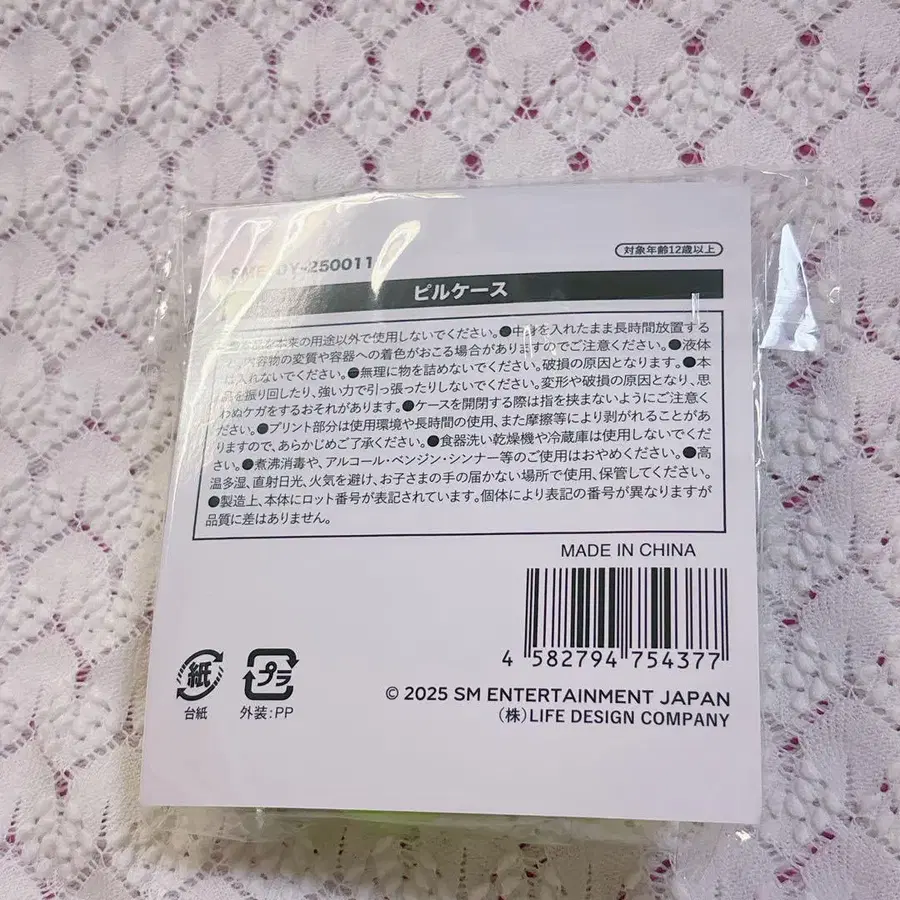 対象年齢12歳以上
SME-DY-250011
ピルケース
本来の用途以外で使用しないでください。●中身を入れたまま長時間放置する
内容物の変質や容器への着色がおこる場合がありますのでご注意ください。●液体
は入れないでください。●無理に物を詰めないでください。破損の原因となります。●本
品を振り回したり、強い力で引っ張ったりしないでください。変形や破損の原因となり、思
わぬケガをするおそれがあります。●ケースを開閉する際は指を挟まないようにご注意く
ださい。●プリント部分は使用環境や長時間の使用、また摩擦等により剥がれることがあ
りますので、あらかじめご了承ください。●食器洗い乾燥機や冷蔵庫は使用しないでくだ
さい。●煮沸消毒や、アルコール・ベンジン・シンナー等のご使用はおやめください。●高
温多湿、直射日光、火気を避け、お子さまの手の届かない場所で使用、保管してください。
●製造上、本体にロット番号が表記されています。個体により表記の番号が異なりますが
品質に差はありません。
MADE IN CHINA
4 582794 754377
紙
プラ
台紙
外装:PP
© 2025 SM ENTERTAINMENT JAPAN
(株)LIFE DESIGN COMPANY